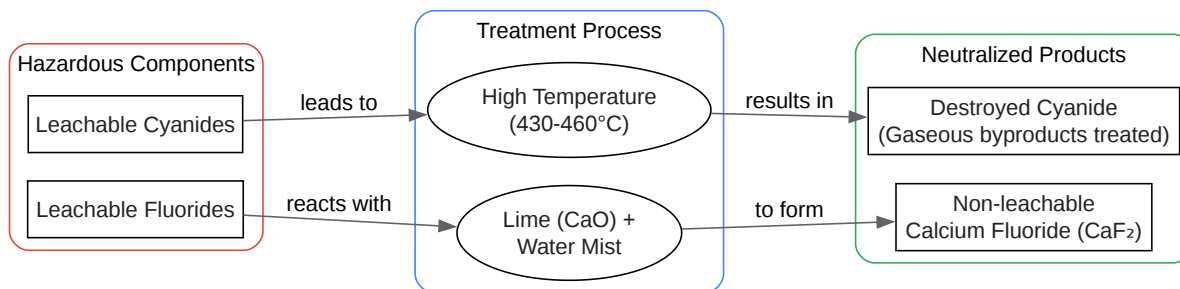 Hazardous Components
Leachable Cyanides
Leachable Fluorides
leads to
reacts with
Treatment Process
High Temperature
(430-460°C)
Lime (CaO) +
Water Mist
results in
to form
Neutralized Products
Destroyed Cyanide
(Gaseous byproducts treated)
Non-leachable
Calcium Fluoride (CaF₂)